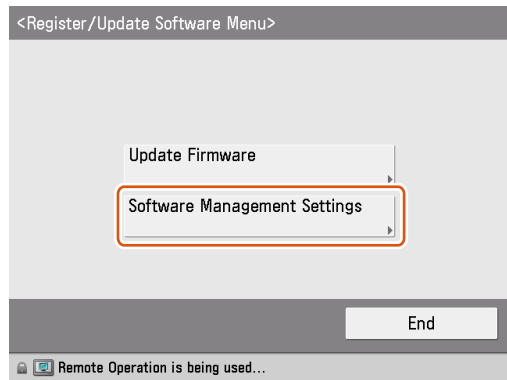 <Register/Update Software Menu>
Update Firmware
Software Management Settings
End
Remote Operation is being used...